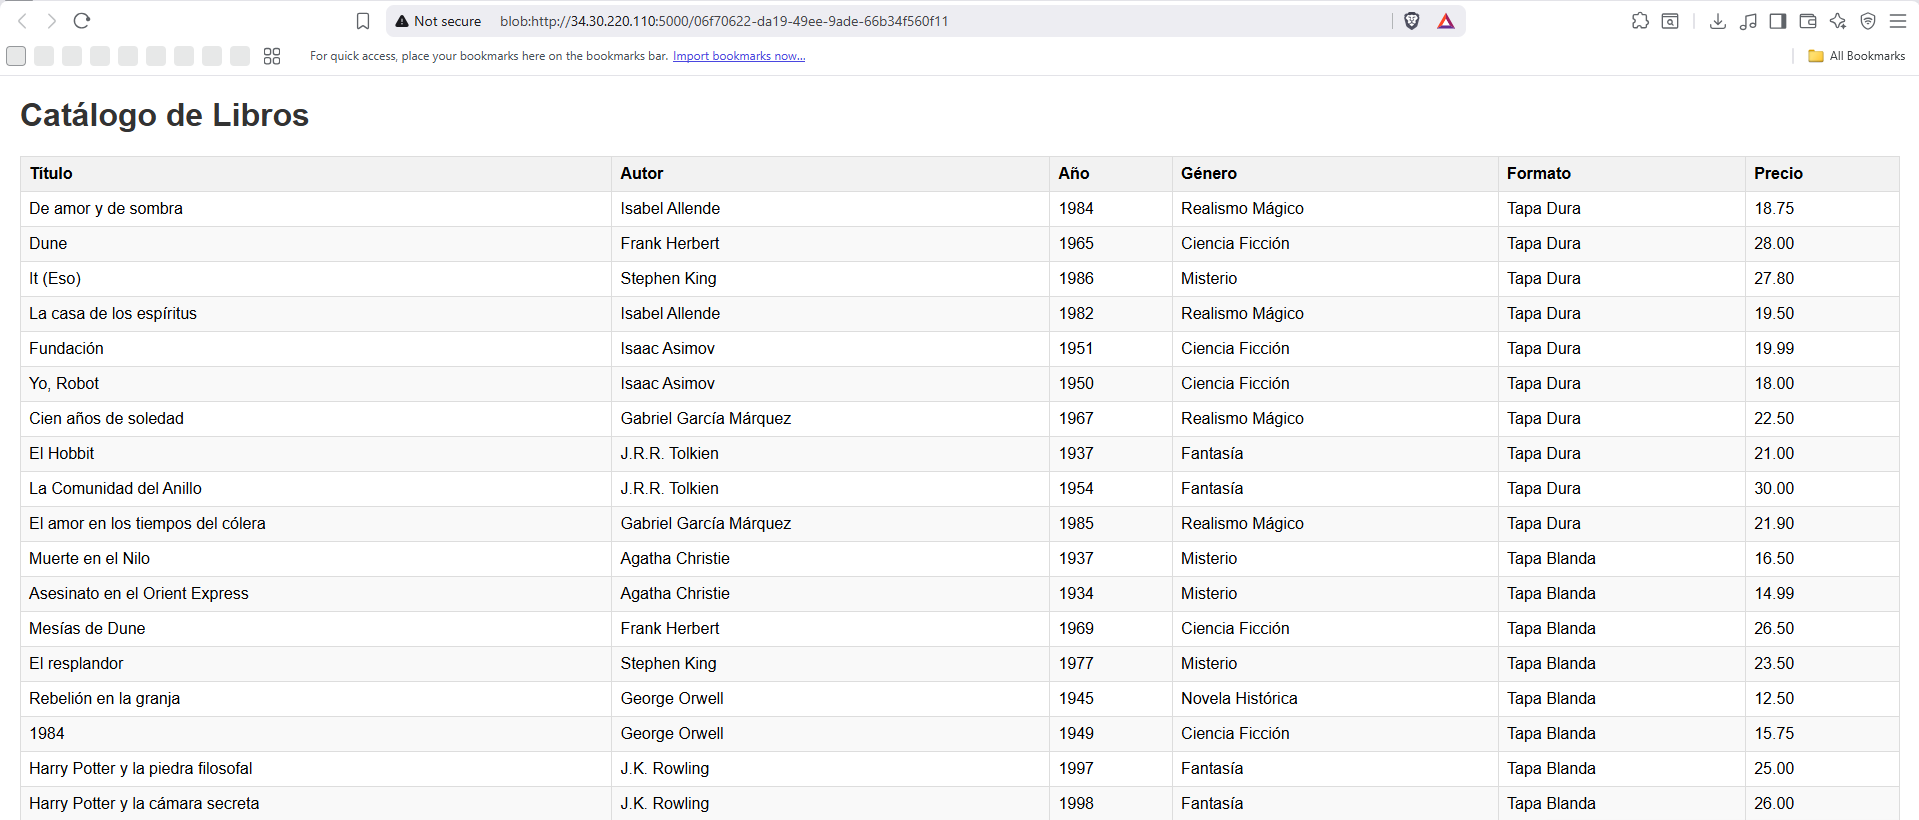 Not secure blob:http://34.30.220.110:5000/06f70622-da19-49ee-9ade-66b34f560f11
For quick access, place your bookmarks here on the bookmarks bar. Import bookmarks now... All Bookmarks
Catálogo de Libros
Título Autor Año Género Formato Precio
De amor y de sombra Isabel Allende 1984 Realismo Mágico Tapa Dura 18.75
Dune Frank Herbert 1965 Ciencia Ficción Tapa Dura 28.00
It (Eso) Stephen King 1986 Misterio Tapa Dura 27.80
La casa de los espíritus Isabel Allende 1982 Realismo Mágico Tapa Dura 19.50
Fundación Isaac Asimov 1951 Ciencia Ficción Tapa Dura 19.99
Yo, Robot Isaac Asimov 1950 Ciencia Ficción Tapa Dura 18.00
Cien años de soledad Gabriel García Márquez 1967 Realismo Mágico Tapa Dura 22.50
El Hobbit J.R.R. Tolkien 1937 Fantasía Tapa Dura 21.00
La Comunidad del Anillo J.R.R. Tolkien 1954 Fantasía Tapa Dura 30.00
El amor en los tiempos del cólera Gabriel García Márquez 1985 Realismo Mágico Tapa Dura 21.90
Muerte en el Nilo Agatha Christie 1937 Misterio Tapa Blanda 16.50
Asesinato en el Orient Express Agatha Christie 1934 Misterio Tapa Blanda 14.99
Mesías de Dune Frank Herbert 1969 Ciencia Ficción Tapa Blanda 26.50
El resplandor Stephen King 1977 Misterio Tapa Blanda 23.50
Rebelión en la granja George Orwell 1945 Novela Histórica Tapa Blanda 12.50
1984 George Orwell 1949 Ciencia Ficción Tapa Blanda 15.75
Harry Potter y la piedra filosofal J.K. Rowling 1997 Fantasía Tapa Blanda 25.00
Harry Potter y la cámara secreta J.K. Rowling 1998 Fantasía Tapa Blanda 26.00